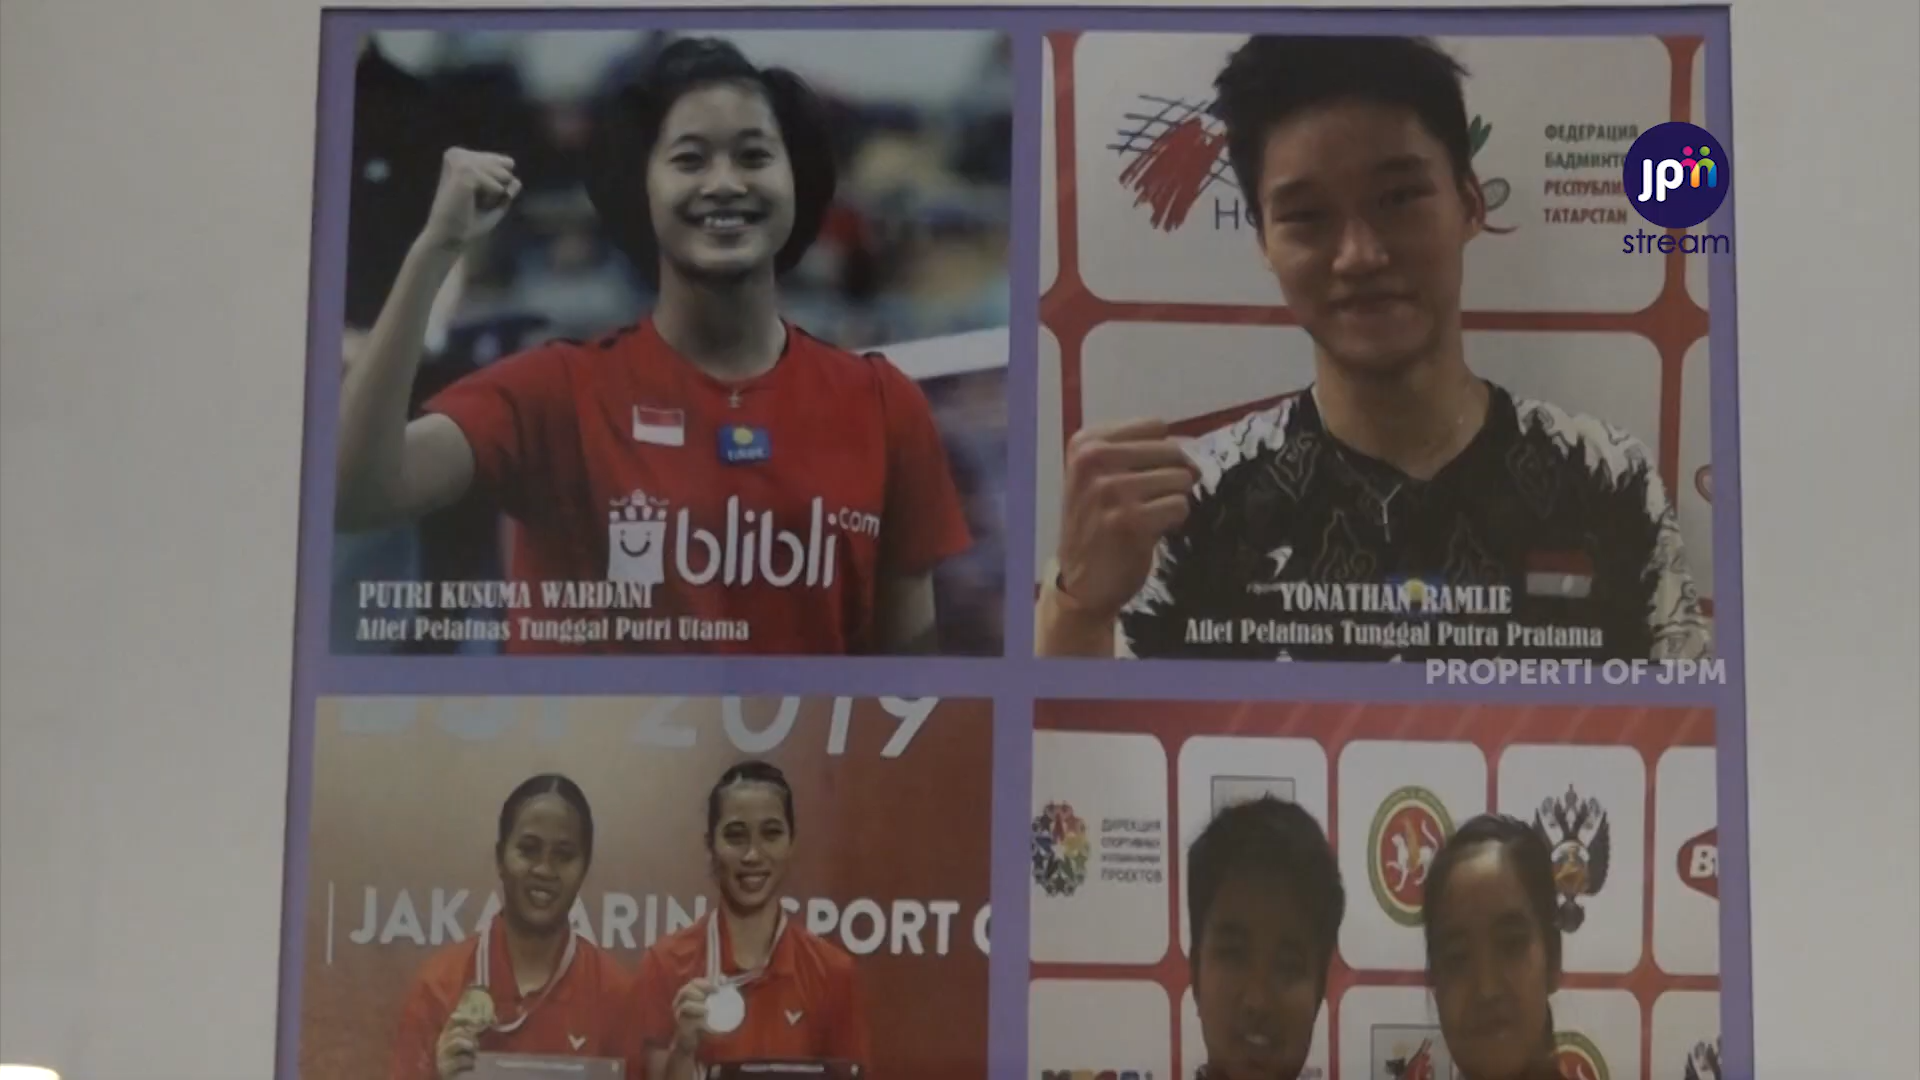 ФЕДЕРАЦИЯ
РЕСПУБЛИ
ТАТАРСТАН
jpm
stream
blibli.com
PUTRI KUSUMA WARDANI
Atlet Pelatnas Tunggal Putri Utama
YONATHAN RAMLIE
Atlet Pelatnas Tunggal Putra Pratama
PROPERTI OF JPM
2019
JAKA ARIN SPORT
ДИРЕКЦИЯ
СПОРТИВНЫХ
ПРОЕКТОВ